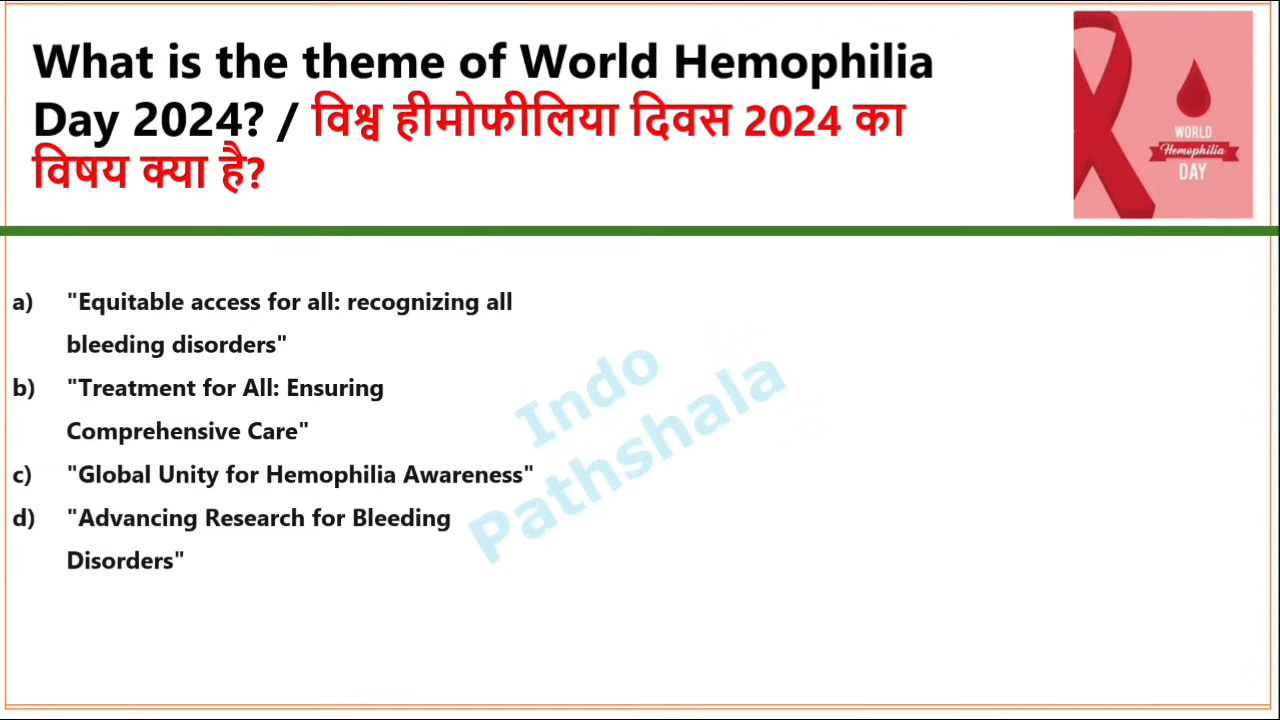 What is the theme of World Hemophilia
Day 2024? / विश्व हीमोफीलिया दिवस 2024 का
विषय क्या है?
WORLD
Hemophilia
DAY
a) "Equitable access for all: recognizing all
bleeding disorders"
b) "Treatment for All: Ensuring
Comprehensive Care"
c) "Global Unity for Hemophilia Awareness"
d) "Advancing Research for Bleeding
Disorders"
Indo
Pathshala